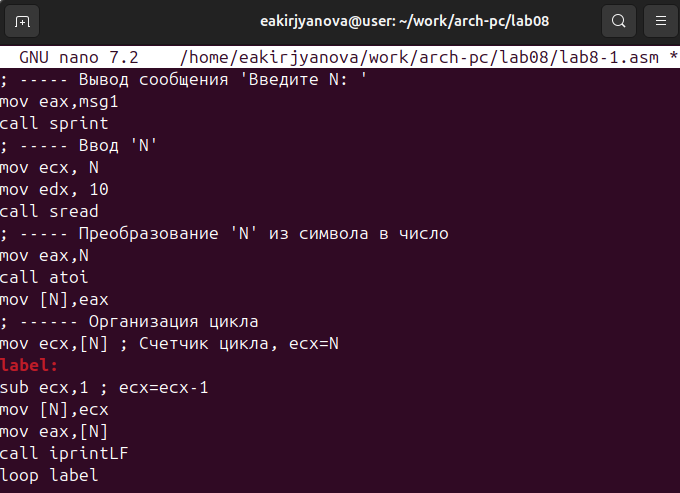 eakirjyanova@user: ~/work/arch-pc/lab08
GNU nano 7.2 /home/eakirjyanova/work/arch-pc/lab08/lab8-1.asm *
; ----- Вывод сообщения 'Введите N: '
mov eax,msg1
call sprint
; ----- Ввод 'N'
mov ecx, N
mov edx, 10
call sread
; ----- Преобразование 'N' из символа в число
mov eax,N
call atoi
mov [N],eax
; ------ Организация цикла
mov ecx,[N] ; Счетчик цикла, ecx=N
label:
sub ecx,1 ; ecx=ecx-1
mov [N],ecx
mov eax,[N]
call iprintLF
loop label